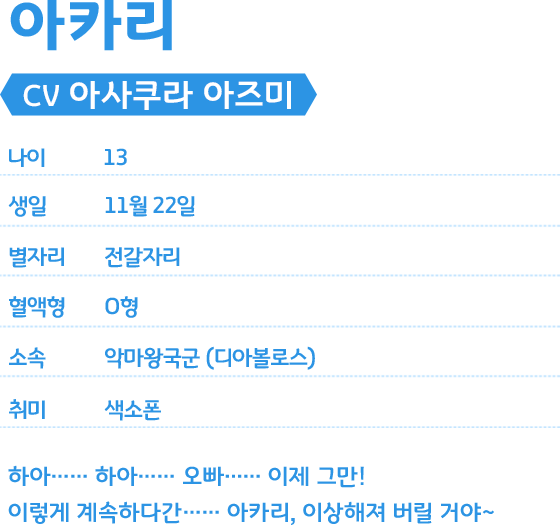 아카리
CV 아사쿠라 아즈미
나이 13
생일 11월 22일
별자리 전갈자리
혈액형 O형
소속 악마왕국군 (디아볼로스)
취미 색소폰
하아…… 하아…… 오빠…… 이제 그만!
이렇게 계속하다간…… 아카리, 이상해져 버릴 거야~